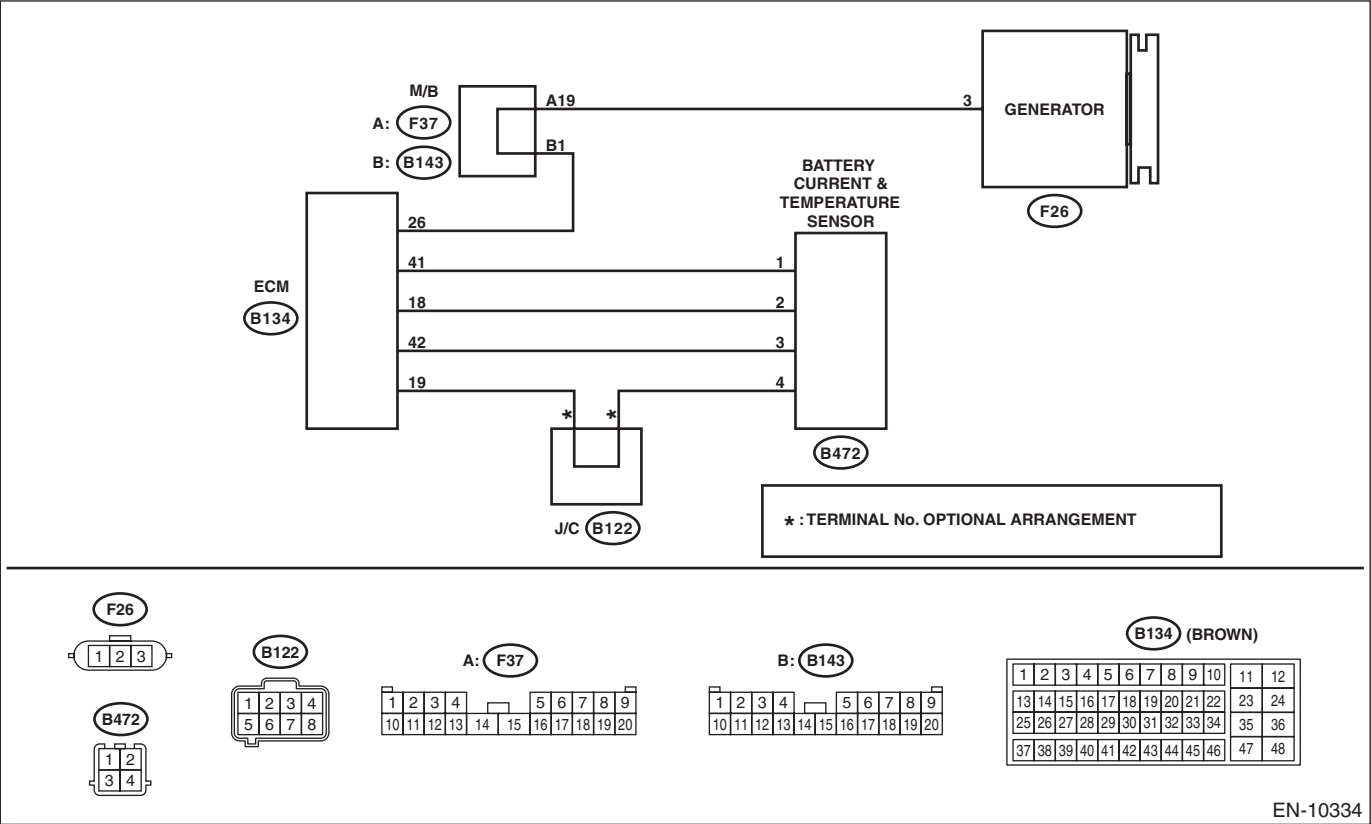 M/B
A: F37
B: B143
A19
B1
3
GENERATOR
F26
BATTERY
CURRENT &
TEMPERATURE
SENSOR
ECM
B134
26
41
18
42
19
1
2
3
4
B472
* *
J/C B122
* : TERMINAL No. OPTIONAL ARRANGEMENT
F26
1 2 3
B472
1 2
3 4
B122
1 2 3 4
5 6 7 8
A: F37
1 2 3 4 5 6 7 8 9
10 11 12 13 14 15 16 17 18 19 20
B: B143
1 2 3 4 5 6 7 8 9
10 11 12 13 14 15 16 17 18 19 20
B134 (BROWN)
1 2 3 4 5 6 7 8 9 10 11 12
13 14 15 16 17 18 19 20 21 22 23 24
25 26 27 28 29 30 31 32 33 34 35 36
37 38 39 40 41 42 43 44 45 46 47 48
EN-10334